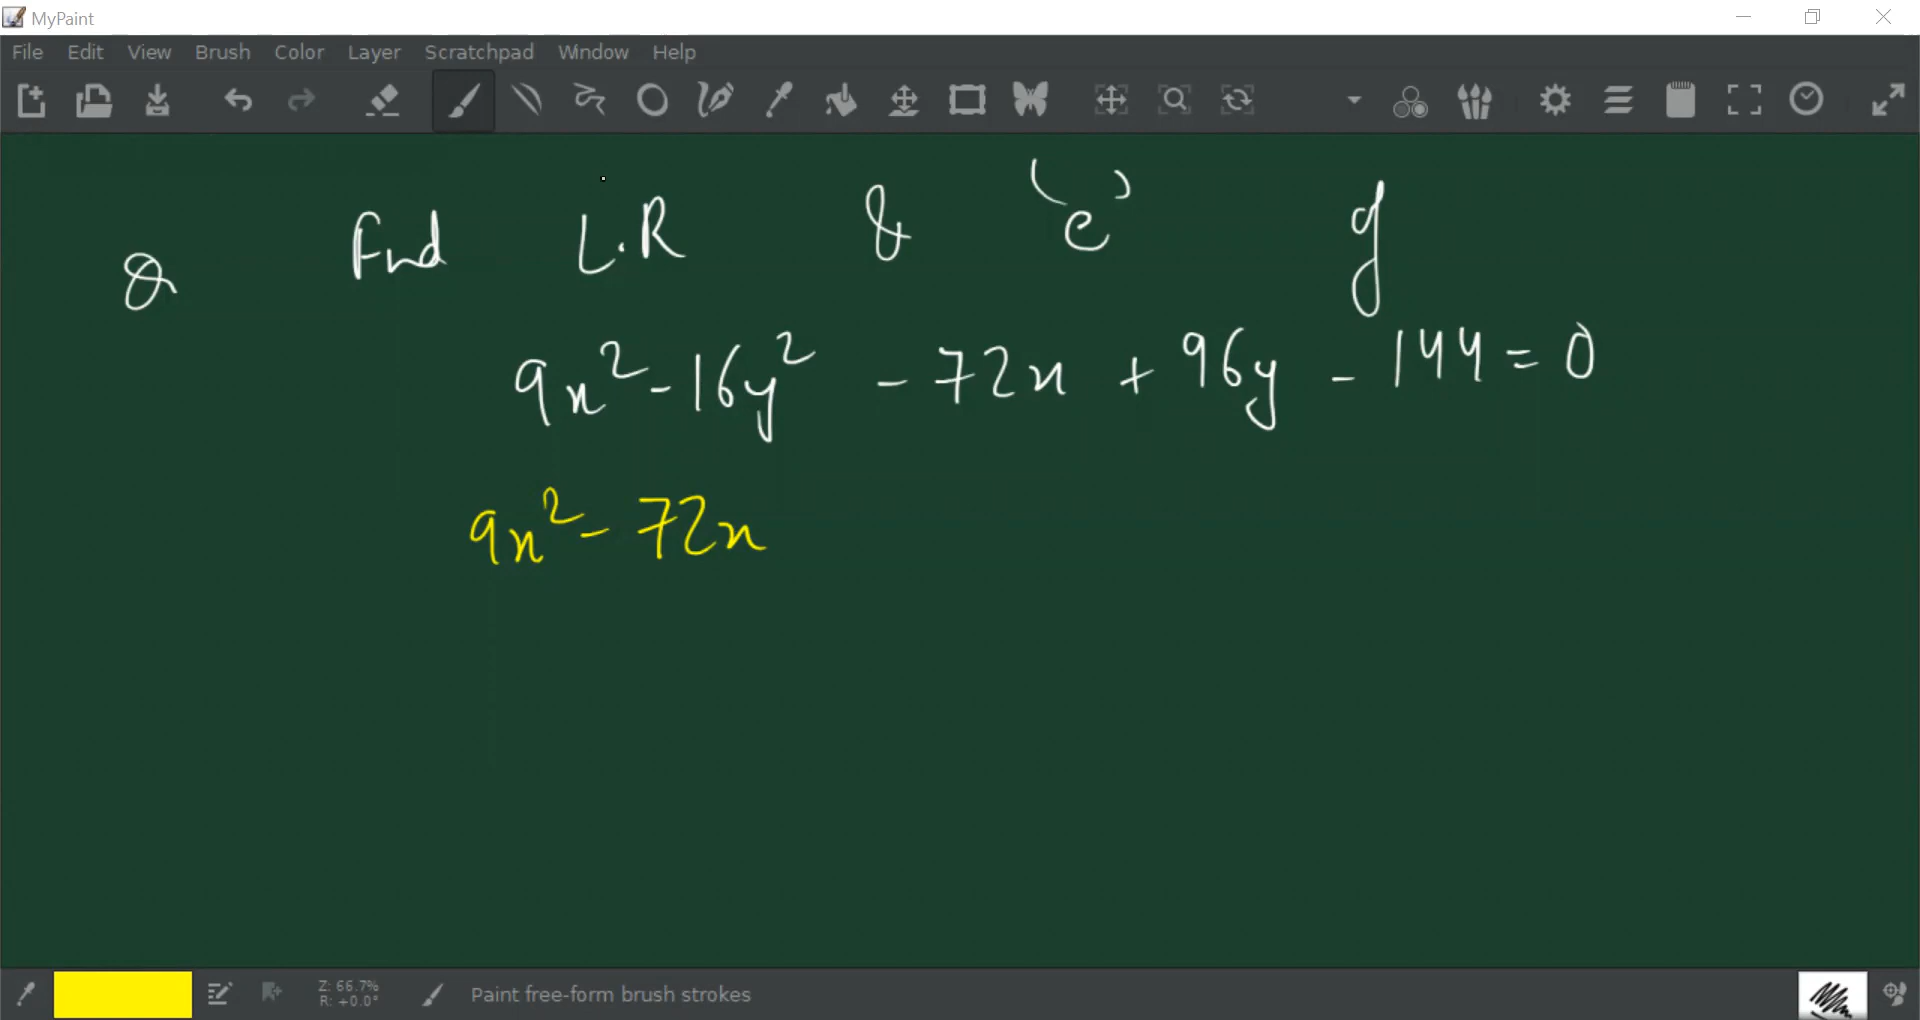 MyPaint
File Edit View Brush Color Layer Scratchpad Window Help
Q Find L.R & 'e' of
9x² - 16y² - 72x + 96y - 144 = 0
9x² - 72x
Z: 66.7%
R: +0.0°
Paint free-form brush strokes